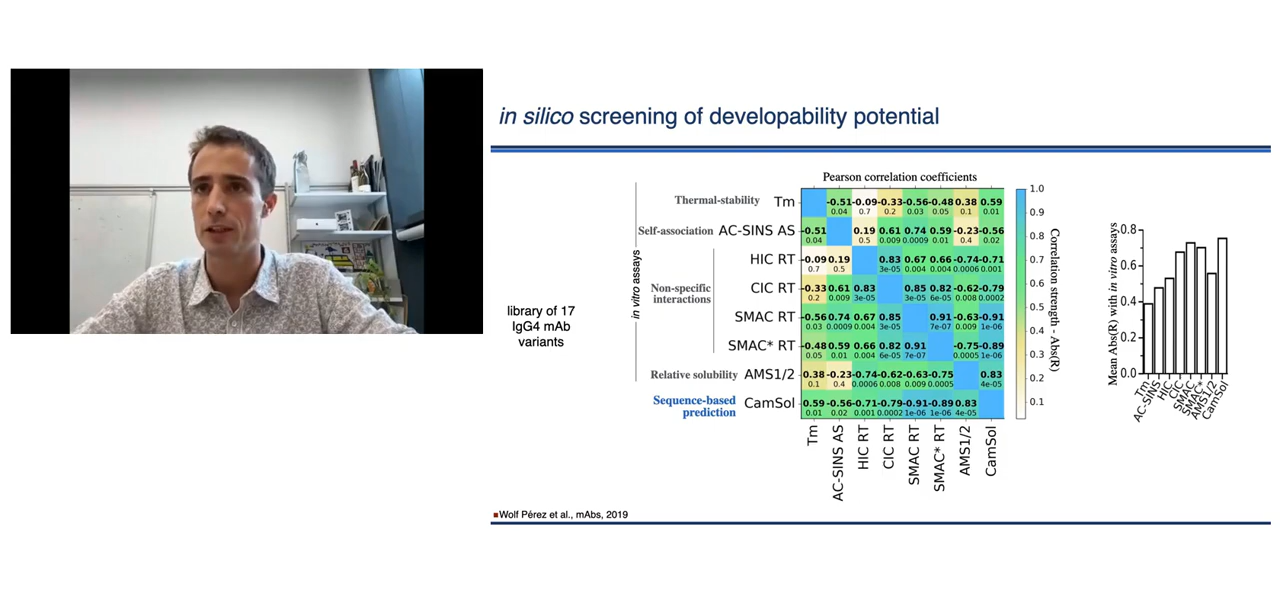 in silico screening of developability potential
Pearson correlation coefficients
library of 17
IgG4 mAb
variants
in vitro assays
Thermal-stability
Self-association
Non-specific
interactions
Relative solubility
Sequence-based
prediction
Tm -0.51 -0.09 -0.33 -0.56 -0.48 0.38 0.59
0.04 0.7 0.2 0.03 0.05 0.1 0.01
AC-SINS AS -0.51 0.19 0.61 0.74 0.59 -0.23 -0.56
0.04 0.5 0.009 0.0009 0.01 0.4 0.02
HIC RT -0.09 0.19 0.83 0.67 0.66 -0.74 -0.71
0.7 0.5 3e-05 0.004 0.004 0.0006 0.001
CIC RT -0.33 0.61 0.83 0.85 0.82 -0.62 -0.79
0.2 0.009 3e-05 3e-05 6e-05 0.008 0.0002
SMAC RT -0.56 0.74 0.67 0.85 0.91 -0.63 -0.91
0.03 0.0009 0.004 3e-05 7e-07 0.009 1e-06
SMAC* RT -0.48 0.59 0.66 0.82 0.91 -0.75 -0.89
0.05 0.01 0.004 6e-05 7e-07 0.0005 1e-06
AMS1/2 0.38 -0.23 -0.74 -0.62 -0.63 -0.75 0.83
0.1 0.4 0.0006 0.008 0.009 0.0005 4e-05
CamSol 0.59 -0.56 -0.71 -0.79 -0.91 -0.89 0.83
0.01 0.02 0.001 0.0002 1e-06 1e-06 4e-05
Tm
AC-SINS AS
HIC RT
CIC RT
SMAC RT
SMAC* RT
AMS1/2
CamSol
1.0
0.9
0.8
0.7
0.6
0.5
0.4
0.3
0.2
0.1
Correlation strength - Abs(R)
Mean Abs(R) with in vitro assays
0.8
0.6
0.4
0.2
0.0
Tm
AC-SINS
HIC
CIC
SMAC
SMAC*
AMS1/2
CamSol
Wolf Pérez et al., mAbs, 2019